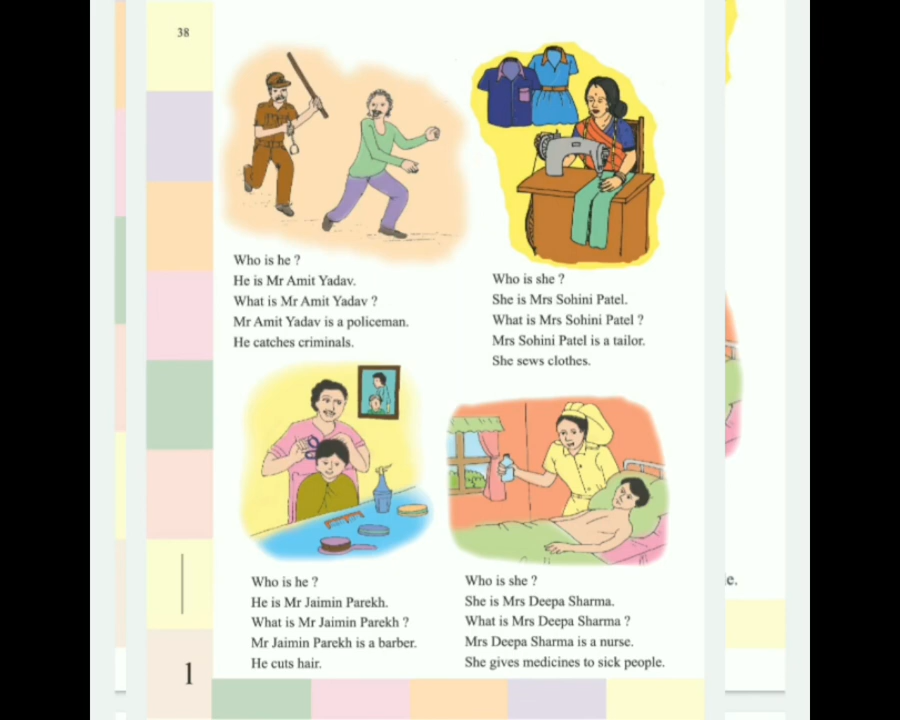 38
Who is he ?
He is Mr Amit Yadav.
What is Mr Amit Yadav ?
Mr Amit Yadav is a policeman.
He catches criminals.
Who is she ?
She is Mrs Sohini Patel.
What is Mrs Sohini Patel ?
Mrs Sohini Patel is a tailor.
She sews clothes.
Who is he ?
He is Mr Jaimin Parekh.
What is Mr Jaimin Parekh ?
Mr Jaimin Parekh is a barber.
He cuts hair.
Who is she ?
She is Mrs Deepa Sharma.
What is Mrs Deepa Sharma ?
Mrs Deepa Sharma is a nurse.
She gives medicines to sick people.
e.
1